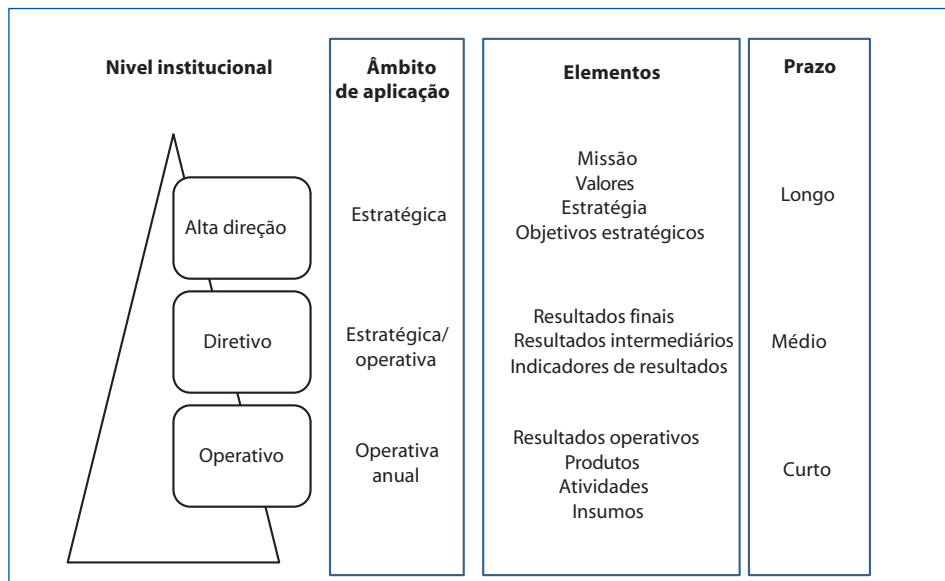 Nivel institucional
Âmbito
de aplicação
Elementos
Prazo
Alta direção
Estratégica
Missão
Valores
Estratégia
Objetivos estratégicos
Longo
Diretivo
Estratégica/
operativa
Resultados finais
Resultados intermediários
Indicadores de resultados
Médio
Operativo
Operativa
anual
Resultados operativos
Produtos
Atividades
Insumos
Curto